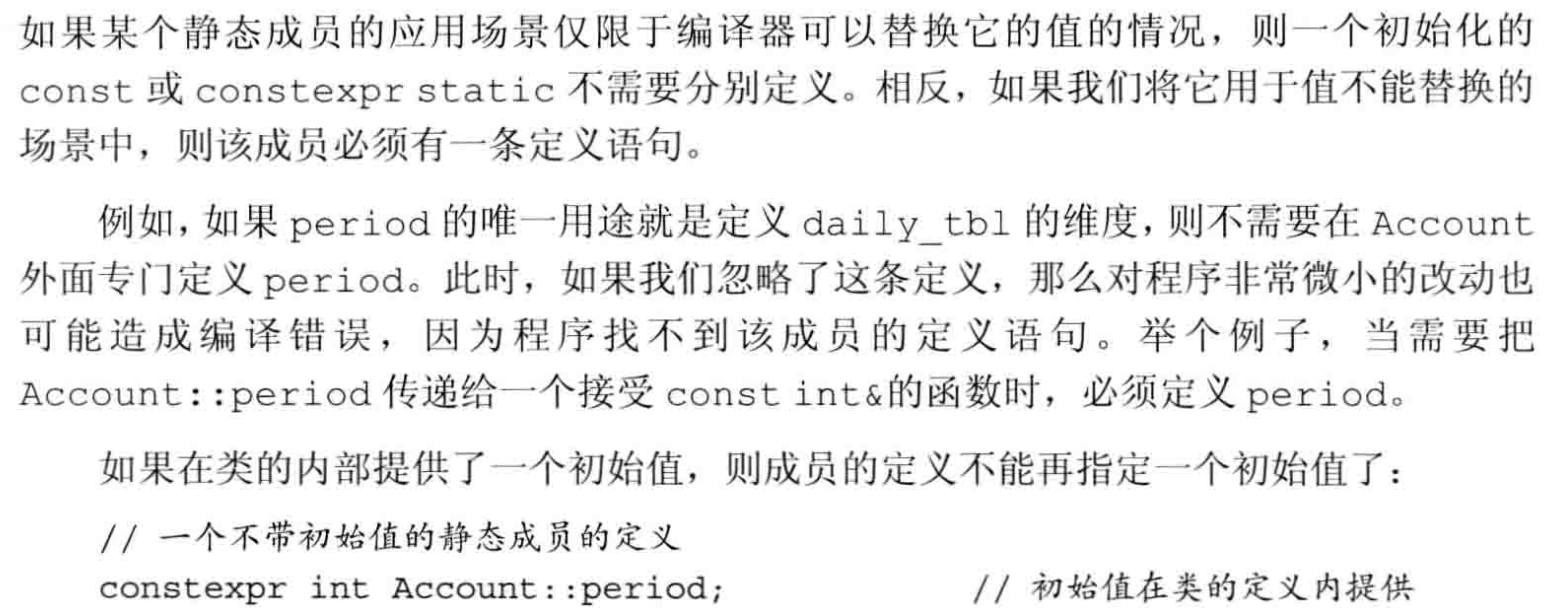 如果某个静态成员的应用场景仅限于编译器可以替换它的值的情况，则一个初始化的
const 或 constexpr static 不需要分别定义。相反，如果我们将它用于值不能替换的
场景中，则该成员必须有一条定义语句。
例如，如果 period 的唯一用途就是定义 daily_tbl 的维度，则不需要在 Account
外面专门定义 period。此时，如果我们忽略了这条定义，那么对程序非常微小的改动也
可能造成编译错误，因为程序找不到该成员的定义语句。举个例子，当需要把
Account::period 传递给一个接受 const int&的函数时，必须定义 period。
如果在类的内部提供了一个初始值，则成员的定义不能再指定一个初始值了：
// 一个不带初始值的静态成员的定义
constexpr int Account::period; // 初始值在类的定义内提供